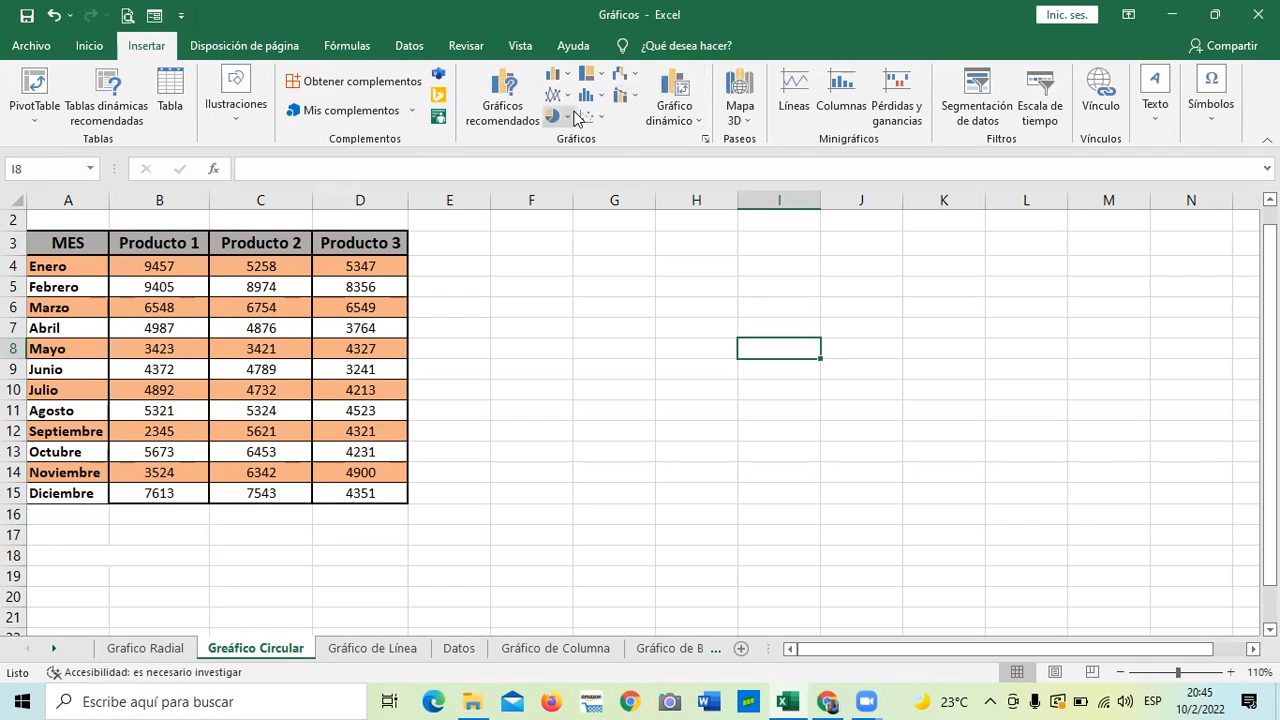 Gráficos - Excel
Inic. ses.
Archivo Inicio Insertar Disposición de página Fórmulas Datos Revisar Vista Ayuda ¿Qué desea hacer? Compartir
PivotTable Tablas dinámicas recomendadas Tabla
Tablas
Ilustraciones
Obtener complementos
Mis complementos
Complementos
Gráficos recomendados
Gráfico dinámico
Gráficos
Mapa 3D
Paseos
Líneas Columnas Pérdidas y ganancias
Minigráficos
Segmentación de datos Escala de tiempo
Filtros
Vínculo
Vínculos
Texto
Símbolos
I8 fx
A B C D E F G H I J K L M N
2
3 MES Producto 1 Producto 2 Producto 3
4 Enero 9457 5258 5347
5 Febrero 9405 8974 8356
6 Marzo 6548 6754 6549
7 Abril 4987 4876 3764
8 Mayo 3423 3421 4327
9 Junio 4372 4789 3241
10 Julio 4892 4732 4213
11 Agosto 5321 5324 4523
12 Septiembre 2345 5621 4321
13 Octubre 5673 6453 4231
14 Noviembre 3524 6342 4900
15 Diciembre 7613 7543 4351
16
17
18
19
20
21
Grafico Radial Greáfico Circular Gráfico de Línea Datos Gráfico de Columna Gráfico de B ...
Listo Accesibilidad: es necesario investigar 110%
Escribe aquí para buscar 23°C ESP 20:45
10/2/2022